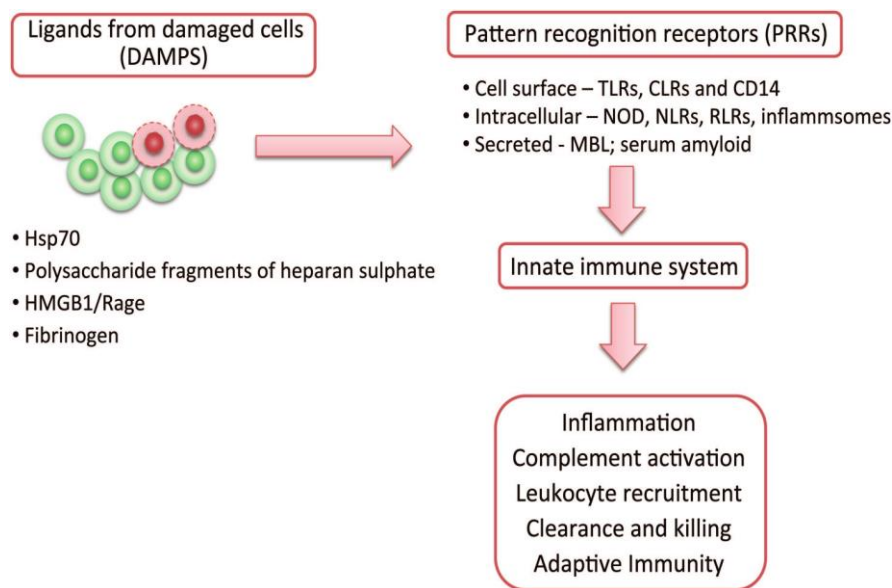 Ligands from damaged cells
(DAMPS)
• Hsp70
• Polysaccharide fragments of heparan sulphate
• HMGB1/Rage
• Fibrinogen
Pattern recognition receptors (PRRs)
• Cell surface – TLRs, CLRs and CD14
• Intracellular – NOD, NLRs, RLRs, inflammsomes
• Secreted - MBL; serum amyloid
Innate immune system
Inflammation
Complement activation
Leukocyte recruitment
Clearance and killing
Adaptive Immunity